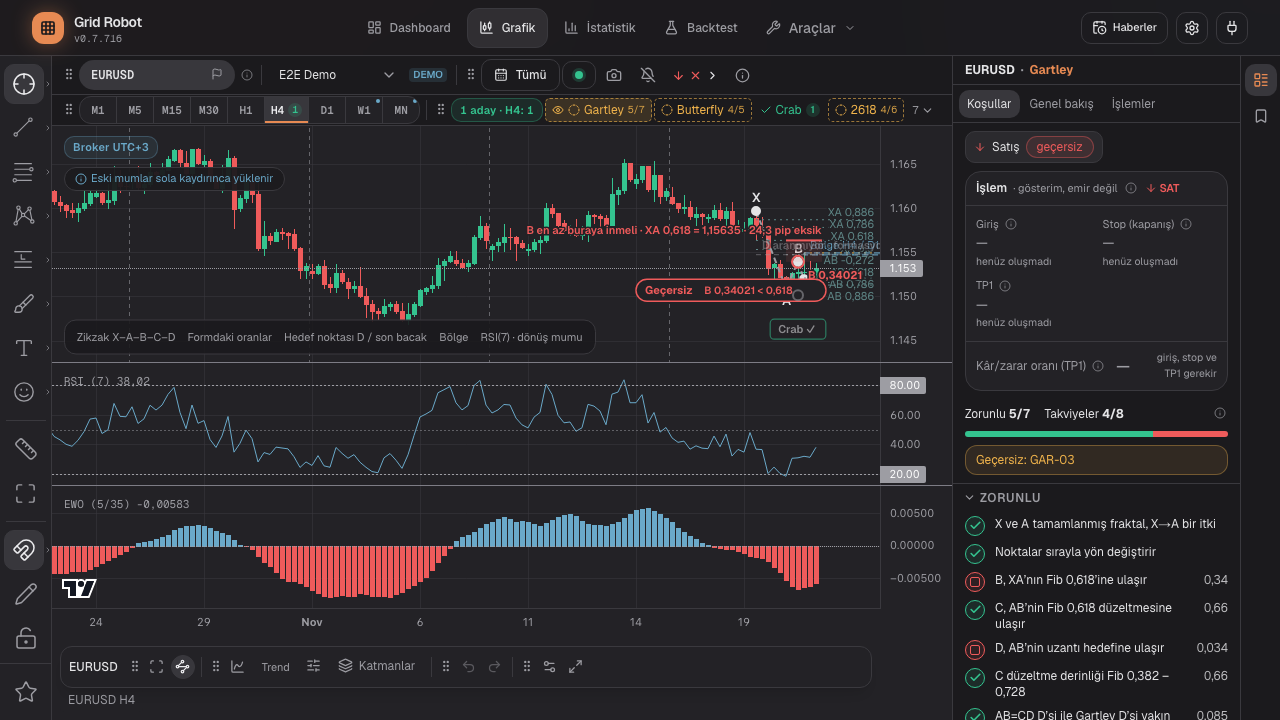 Grid Robot
v0.7.716
Dashboard
Grafik
İstatistik
Backtest
Araçlar
Haberler
EURUSD
E2E Demo
DEMO
Tümü
M1
M5
M15
M30
H1
H4 1
D1
W1
MN
1 aday · H4: 1
Gartley 5/7
Butterfly 4/5
Crab 1
2618 4/6
7
Broker UTC+3
Eski mumlar sola kaydırınca yüklenir
X
B en az buraya inmeli · XA 0,618 = 1,15635 · 24,3 pip eksik
XA 0,886
XA 0,786
XA 0,618
AB -0,272
B
B 0,34021
Geçersiz B 0,34021 < 0,618
A
AB 0,786
AB 0,886
Crab ✓
1.165
1.160
1.155
1.153
1.150
1.145
Zikzak X–A–B–C–D Formdaki oranlar Hedef noktası D / son bacak Bölge RSI(7) · dönüş mumu
RSI (7) 38.02
80.00
60.00
40.00
20.00
EWO (5/35) -0,00583
0.00500
0.00000
−0.00500
24
29
Nov
6
14
19
EURUSD
Trend
Katmanlar
EURUSD H4
EURUSD · Gartley
Koşullar
Genel bakış
İşlemler
Satış geçersiz
İşlem · gösterim, emir değil
SAT
Giriş
—
henüz oluşmadı
Stop (kapanış)
—
henüz oluşmadı
TP1
—
henüz oluşmadı
Kâr/zarar oranı (TP1)
—
giriş, stop ve
TP1 gerekir
Zorunlu 5/7 Takviyeler 4/8
Geçersiz: GAR-03
ZORUNLU
X ve A tamamlanmış fraktal, X→A bir itki
Noktalar sırayla yön değiştirir
B, XA'nın Fib 0,618'ine ulaşır 0,34
C, AB'nin Fib 0,618 düzeltmesine 0,66
ulaşır
D, AB'nin uzantı hedefine ulaşır 0,034
C düzeltme derinliği Fib 0,382 – 0,66
0,728
AB=CD D'si ile Gartley D'si yakın 0,085